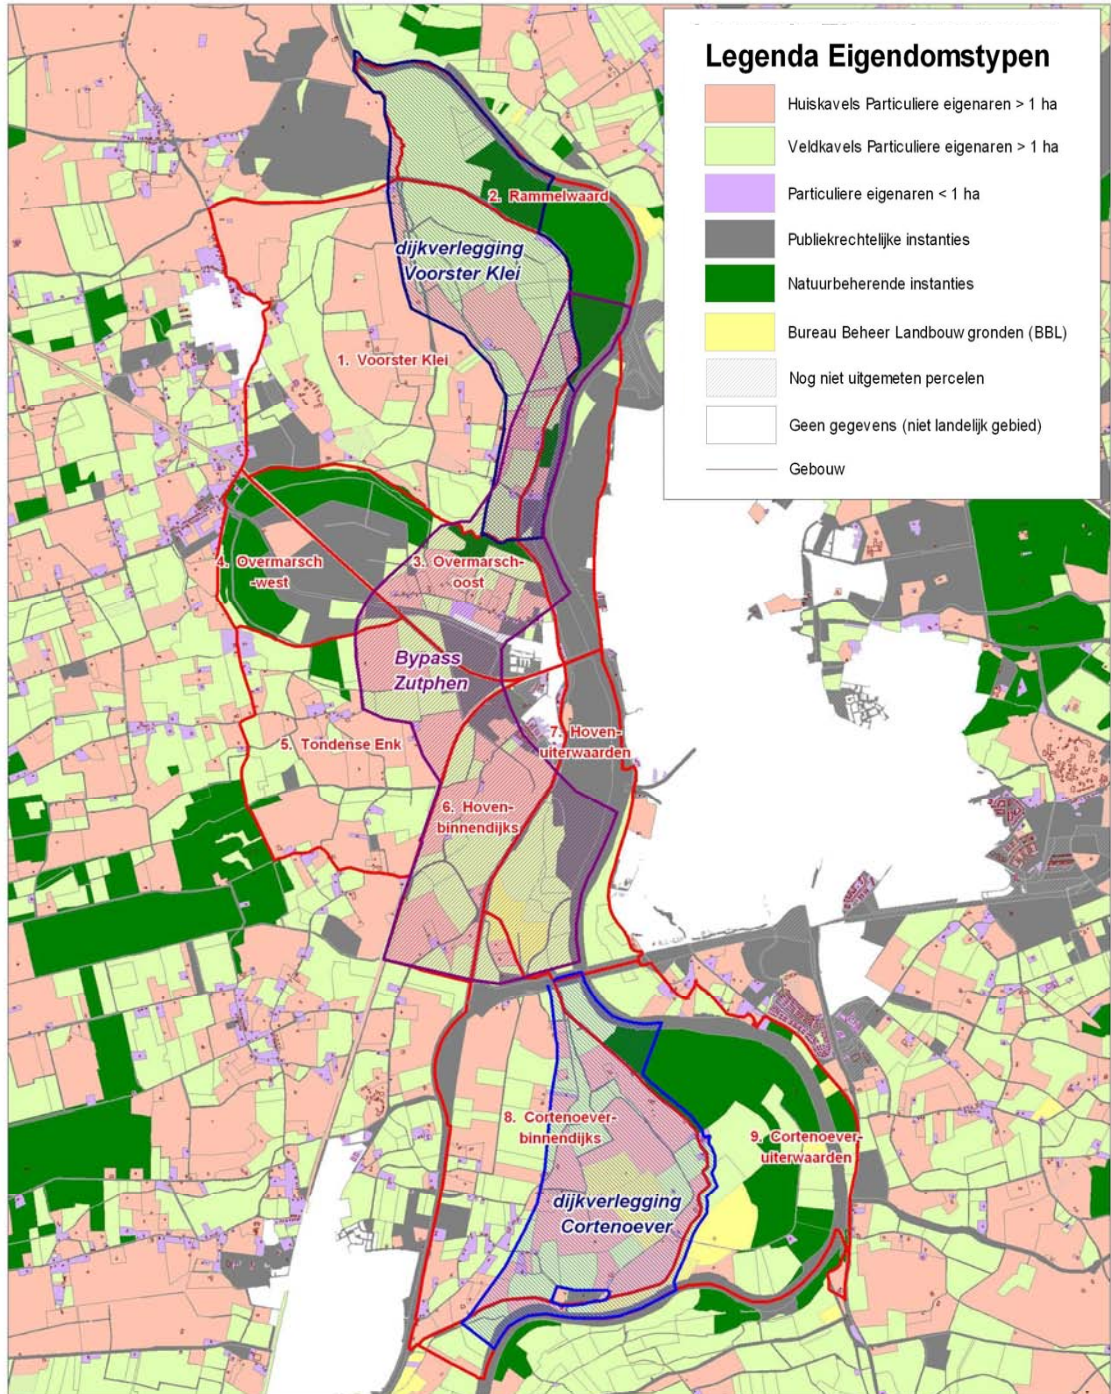 Legenda Eigendomstypen
Huiskavels Particuliere eigenaren > 1 ha
Veldkavels Particuliere eigenaren > 1 ha
Particuliere eigenaren < 1 ha
Publiekrechtelijke instanties
Natuurbeherende instanties
Bureau Beheer Landbouw gronden (BBL)
Nog niet uitgemeten percelen
Geen gegevens (niet landelijk gebied)
Gebouw
2. Rammelwaard
dijkverlegging
Voorster Klei
1. Voorster Klei
4. Overmarsch
-west
3. Overmarsch-
oost
Bypass
Zutphen
5. Tondense Enk
7. Hoven-
uiterwaarden
6. Hoven-
binnendijks
8. Cortenoever-
binnendijks
9. Cortenoever-
uiterwaarden
dijkverlegging
Cortenoever